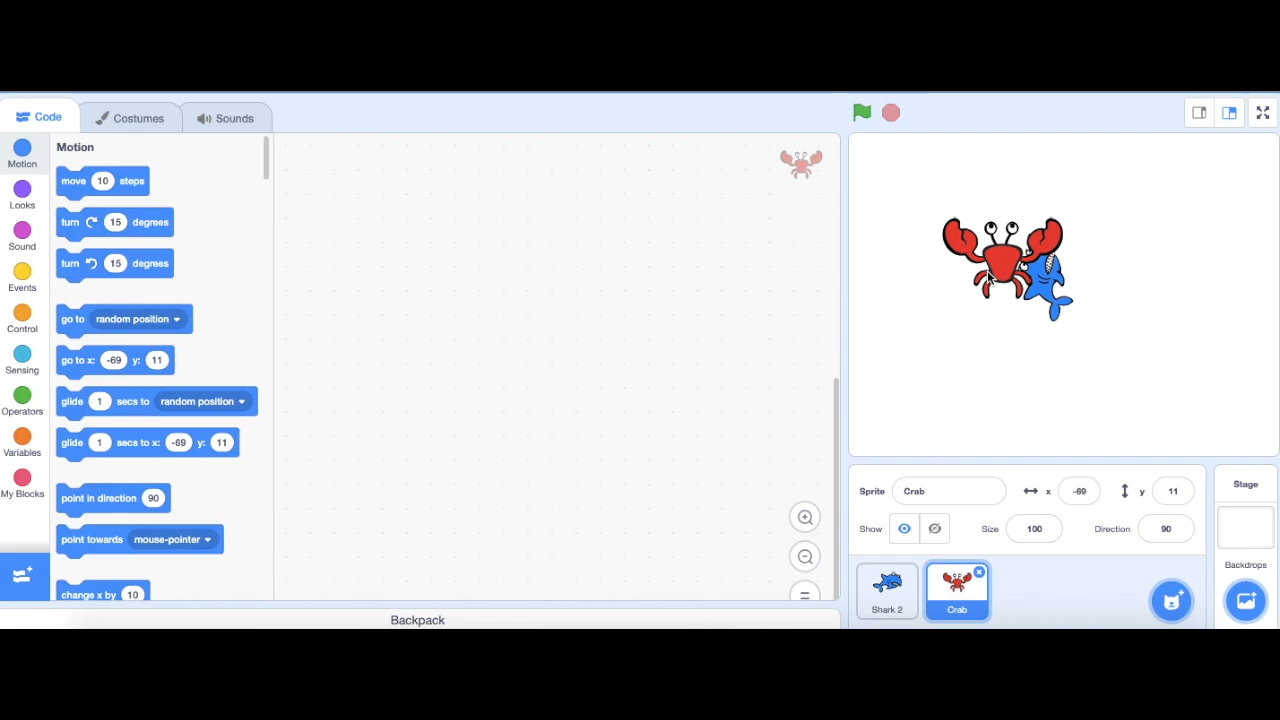 Code Costumes Sounds
Motion
Looks
Sound
Events
Control
Sensing
Operators
Variables
My Blocks
Motion
move 10 steps
turn 15 degrees
turn 15 degrees
go to random position
go to x: -69 y: 11
glide 1 secs to random position
glide 1 secs to x: -69 y: 11
point in direction 90
point towards mouse-pointer
change x by 10
Backpack
Sprite Crab x -69 y 11
Show Size 100 Direction 90
Shark 2
Crab
Stage
Backdrops